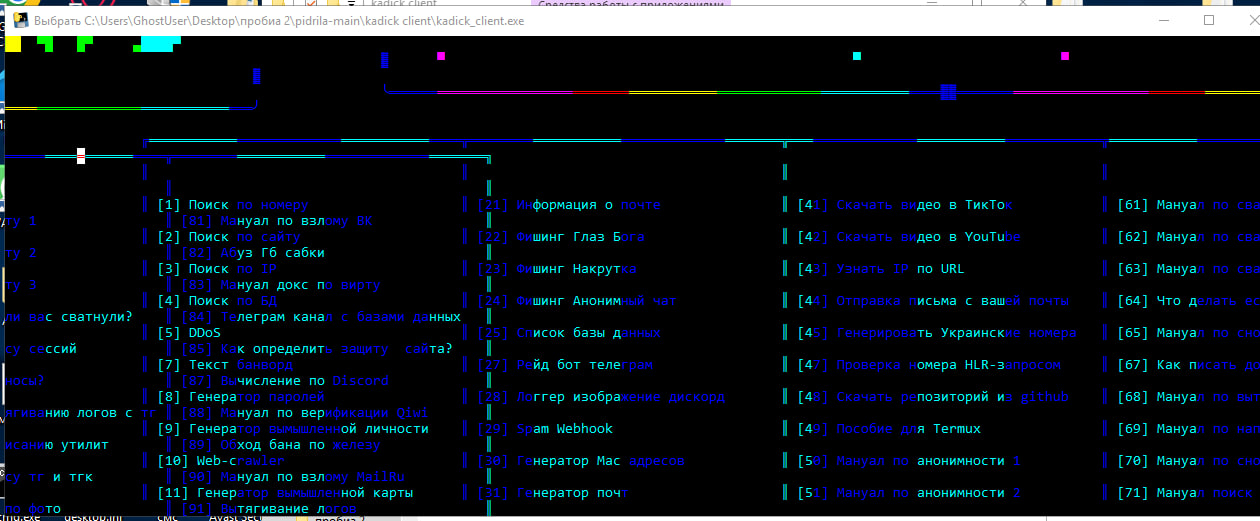 kadick client
Средства работы с приложениями
Выбрать C:\Users\GhostUser\Desktop\пробиа 2\pidrila-main\kadick client\kadick_client.exe
[1] Поиск по номеру [21] Информация о почте [41] Скачать видео в ТикТок [61] Мануал по сва
ту 1 [81] Мануал по взлому ВК
[2] Поиск по сайту [22] Фишинг Глаз Бога [42] Скачать видео в YouTube [62] Мануал по сва
ту 2 [82] Абуз Гб сабки
[3] Поиск по IP [23] Фишинг Накрутка [43] Узнать IP по URL [63] Мануал по сва
ту 3 [83] Мануал докс по вирту
[4] Поиск по БД [24] Фишинг Анонимный чат [44] Отправка письма с вашей почты [64] Что делать ес
ли вас сватнули? [84] Телеграм канал с базами данных
[5] DDoS [25] Список базы данных [45] Генерировать Украинские номера [65] Мануал по сно
су сессий [85] Как определить защиту сайта?
[7] Текст банворд [27] Рейд бот телеграм [47] Проверка номера HLR-запросом [67] Как писать до
носы? [87] Вычисление по Discord
[8] Генератор паролей [28] Логгер изображение дискорд [48] Скачать репозиторий из github [68] Мануал по выт
ягиванию логов с тг [88] Мануал по верификации Qiwi
[9] Генератор вымышленной личности [29] Spam Webhook [49] Пособие для Termux [69] Мануал по нап
исанию утилит [89] Обход бана по железу
[10] Web-crawler [30] Генератор Mac адресов [50] Мануал по анонимности 1 [70] Мануал по сно
су тг и тгк [90] Мануал по взлому MailRu
[11] Генератор вымышленной карты [31] Генератор почт [51] Мануал по анонимности 2 [71] Мануал поиск
по фото [91] Вытягивание логов
cmd.exe desktop.ini смс Avast Sec пробиа 2